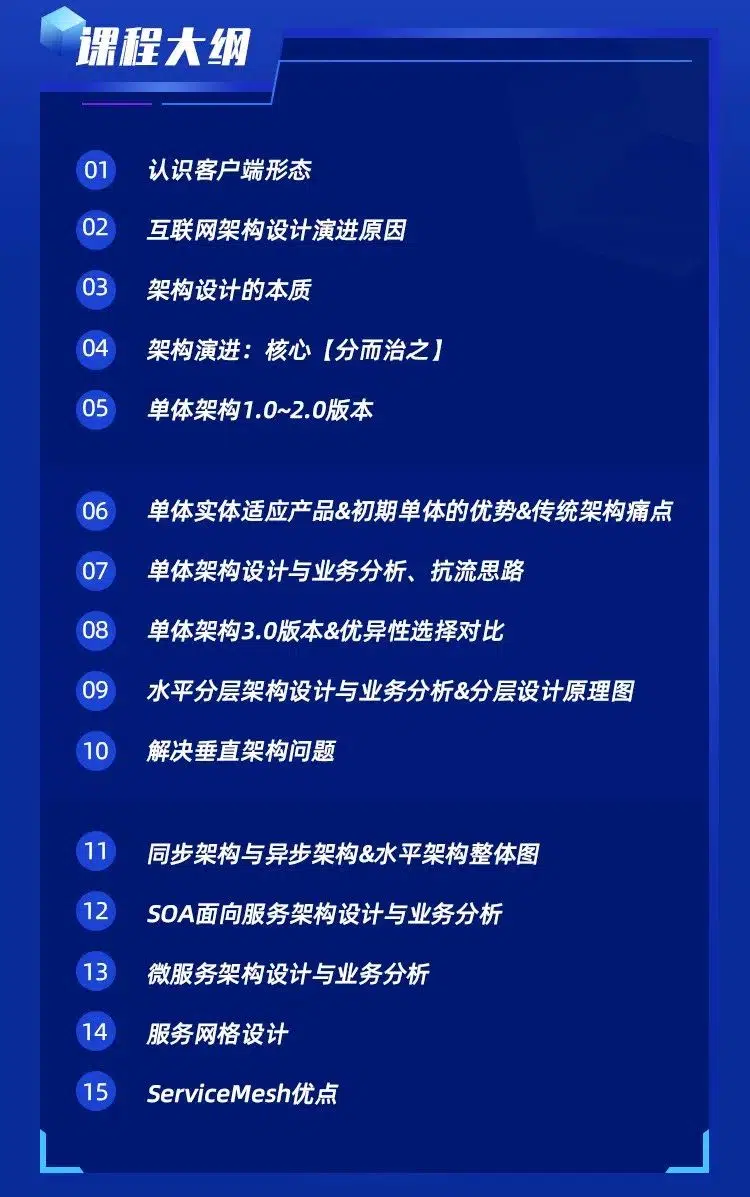 课程大纲
01 认识客户端形态
02 互联网架构设计演进原因
03 架构设计的本质
04 架构演进：核心【分而治之】
05 单体架构1.0~2.0版本
06 单体实体适应产品&初期单体的优势&传统架构痛点
07 单体架构设计与业务分析、抗流思路
08 单体架构3.0版本&优异性选择对比
09 水平分层架构设计与业务分析&分层设计原理图
10 解决垂直架构问题
11 同步架构与异步架构&水平架构整体图
12 SOA面向服务架构设计与业务分析
13 微服务架构设计与业务分析
14 服务网格设计
15 ServiceMesh优点